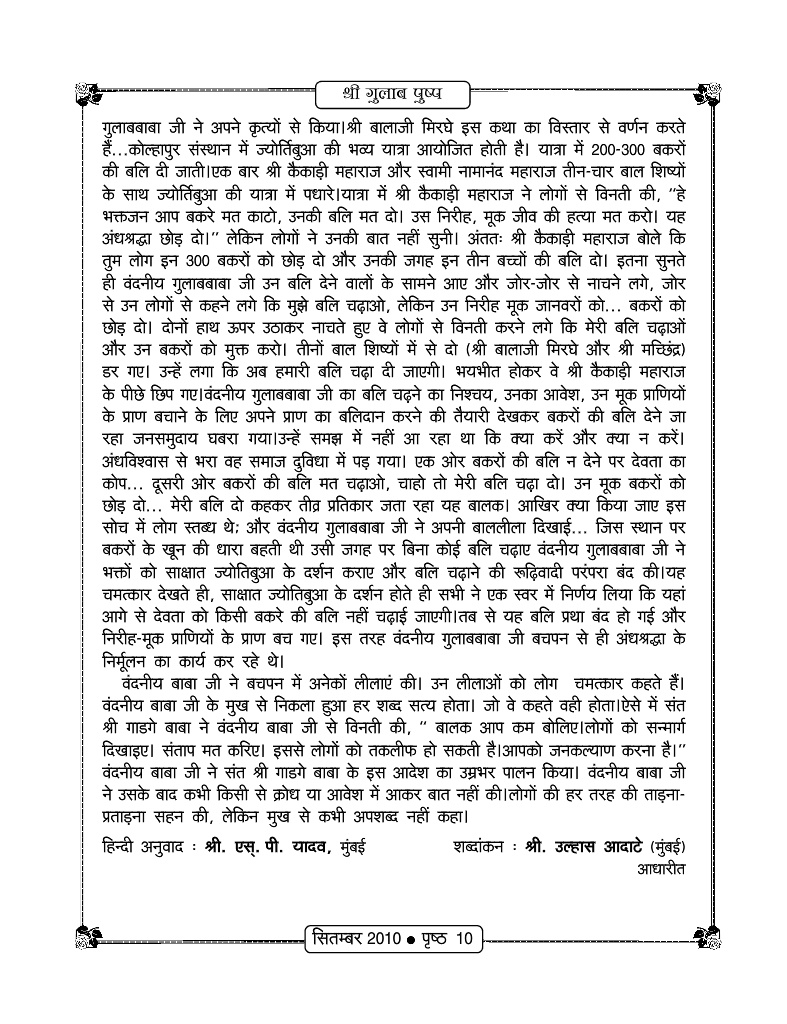 श्री गुलाब पुष्प
गुलाबबाबा जी ने अपने कृत्यों से किया।श्री बालाजी मिरघे इस कथा का विस्तार से वर्णन करते
हैं...कोल्हापुर संस्थान में ज्योर्तिबुआ की भव्य यात्रा आयोजित होती है। यात्रा में 200-300 बकरों
की बलि दी जाती।एक बार श्री कैकाड़ी महाराज और स्वामी नामानंद महाराज तीन-चार बाल शिष्यों
के साथ ज्योर्तिबुआ की यात्रा में पधारे।यात्रा में श्री कैकाड़ी महाराज ने लोगों से विनती की, ‘‘हे
भक्तजन आप बकरे मत काटो, उनकी बलि मत दो। उस निरीह, मूक जीव की हत्या मत करो। यह
अंधश्रद्धा छोड़ दो।’’ लेकिन लोगों ने उनकी बात नहीं सुनी। अंततः श्री कैकाड़ी महाराज बोले कि
तुम लोग इन 300 बकरों को छोड़ दो और उनकी जगह इन तीन बच्चों की बलि दो। इतना सुनते
ही वंदनीय गुलाबबाबा जी उन बलि देने वालों के सामने आए और जोर-जोर से नाचने लगे, जोर
से उन लोगों से कहने लगे कि मुझे बलि चढ़ाओ, लेकिन उन निरीह मूक जानवरों को... बकरों को
छोड़ दो। दोनों हाथ ऊपर उठाकर नाचते हुए वे लोगों से विनती करने लगे कि मेरी बलि चढ़ाओं
और उन बकरों को मुक्त करो। तीनों बाल शिष्यों में से दो (श्री बालाजी मिरघे और श्री मच्छिंद्र)
डर गए। उन्हें लगा कि अब हमारी बलि चढ़ा दी जाएगी। भयभीत होकर वे श्री कैकाड़ी महाराज
के पीछे छिप गए।वंदनीय गुलाबबाबा जी का बलि चढ़ने का निश्चय, उनका आवेश, उन मूक प्राणियों
के प्राण बचाने के लिए अपने प्राण का बलिदान करने की तैयारी देखकर बकरों की बलि देने जा
रहा जनसमुदाय घबरा गया।उन्हें समझ में नहीं आ रहा था कि क्या करें और क्या न करें।
अंधविश्वास से भरा वह समाज दुविधा में पड़ गया। एक ओर बकरों की बलि न देने पर देवता का
कोप... दूसरी ओर बकरों की बलि मत चढ़ाओ, चाहो तो मेरी बलि चढ़ा दो। उन मूक बकरों को
छोड़ दो... मेरी बलि दो कहकर तीव्र प्रतिकार जता रहा यह बालक। आखिर क्या किया जाए इस
सोच में लोग स्तब्ध थे; और वंदनीय गुलाबबाबा जी ने अपनी बाललीला दिखाई... जिस स्थान पर
बकरों के खून की धारा बहती थी उसी जगह पर बिना कोई बलि चढ़ाए वंदनीय गुलाबबाबा जी ने
भक्तों को साक्षात ज्योतिबुआ के दर्शन कराए और बलि चढ़ाने की रूढ़िवादी परंपरा बंद की।यह
चमत्कार देखते ही, साक्षात ज्योतिबुआ के दर्शन होते ही सभी ने एक स्वर में निर्णय लिया कि यहां
आगे से देवता को किसी बकरे की बलि नहीं चढ़ाई जाएगी।तब से यह बलि प्रथा बंद हो गई और
निरीह-मूक प्राणियों के प्राण बच गए। इस तरह वंदनीय गुलाबबाबा जी बचपन से ही अंधश्रद्धा के
निर्मूलन का कार्य कर रहे थे।
वंदनीय बाबा जी ने बचपन में अनेकों लीलाएं की। उन लीलाओं को लोग चमत्कार कहते हैं।
वंदनीय बाबा जी के मुख से निकला हुआ हर शब्द सत्य होता। जो वे कहते वही होता।ऐसे में संत
श्री गाडगे बाबा ने वंदनीय बाबा जी से विनती की, ‘‘ बालक आप कम बोलिए।लोगों को सन्मार्ग
दिखाइए। संताप मत करिए। इससे लोगों को तकलीफ हो सकती है।आपको जनकल्याण करना है।’’
वंदनीय बाबा जी ने संत श्री गाडगे बाबा के इस आदेश का उम्रभर पालन किया। वंदनीय बाबा जी
ने उसके बाद कभी किसी से क्रोध या आवेश में आकर बात नहीं की।लोगों की हर तरह की ताड़ना-
प्रताड़ना सहन की, लेकिन मुख से कभी अपशब्द नहीं कहा।
हिन्दी अनुवाद : श्री. एस्. पी. यादव, मुंबई शब्दांकन : श्री. उल्हास आदाटे (मुंबई)
आधारीत
सितम्बर 2010 ● पृष्ठ 10